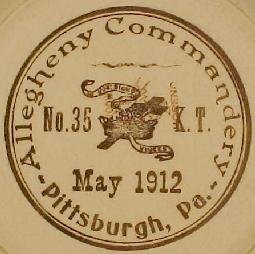 Allegheny Commandery
No. 35 K. T.
May 1912
Pittsburgh, Pa.